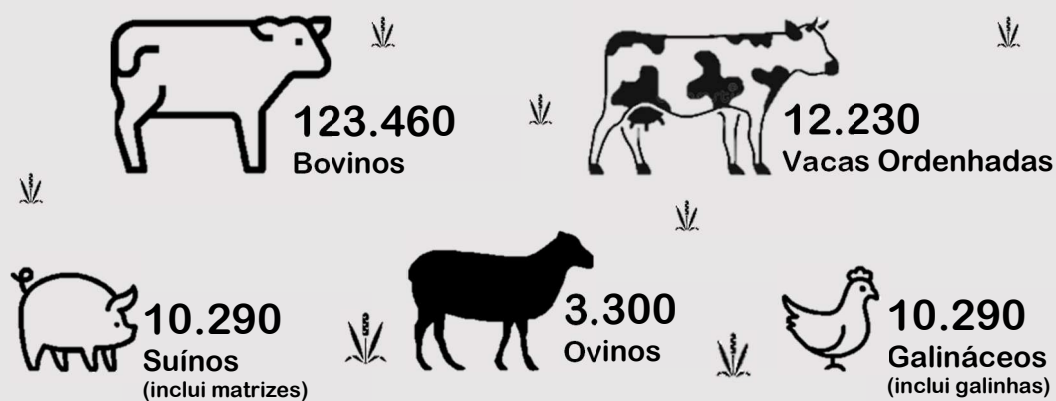 123.460
Bovinos
12.230
Vacas Ordenhadas
10.290
Suínos
(inclui matrizes)
3.300
Ovinos
10.290
Galináceos
(inclui galinhas)